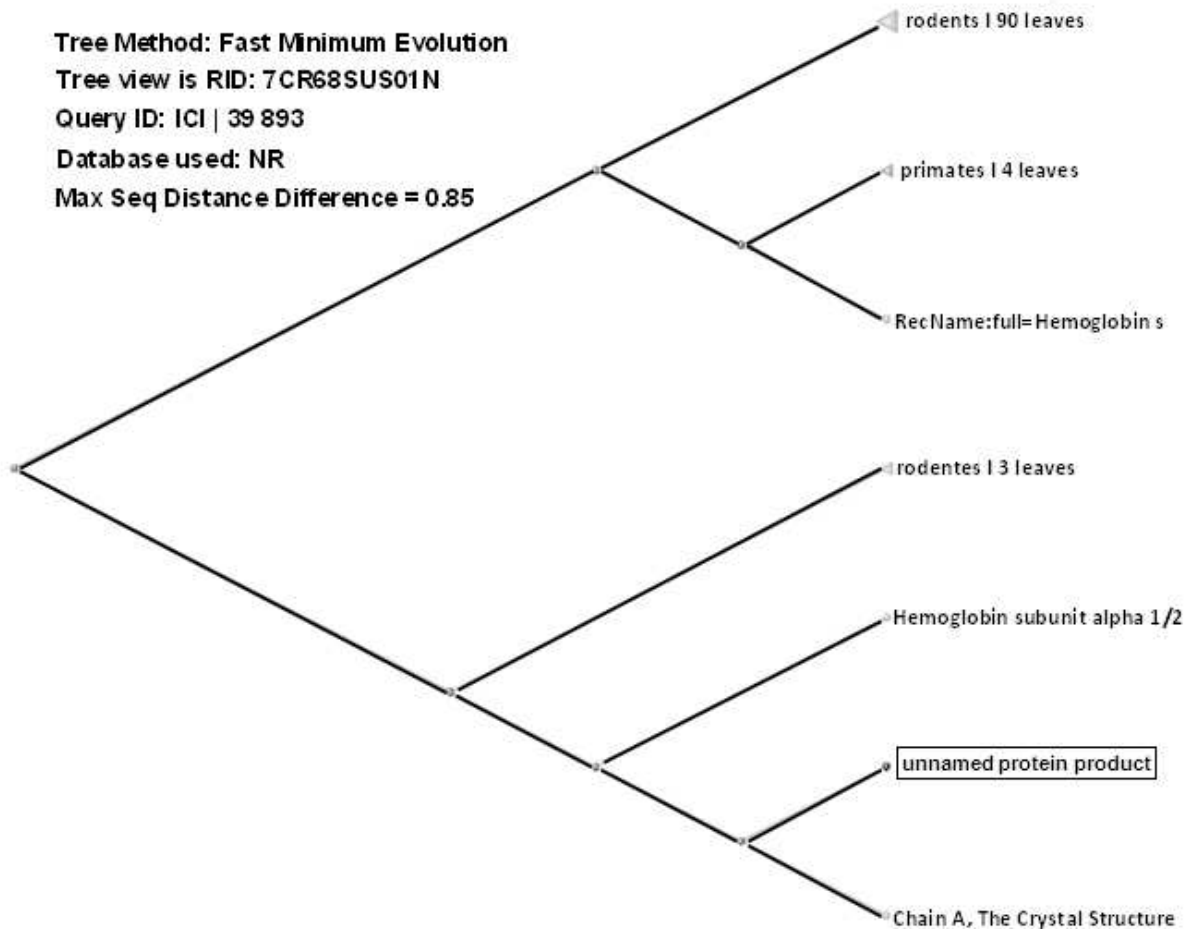 Tree Method: Fast Minimum Evolution
Tree view is RID: 7CR68SUS01N
Query ID: ICI | 39 893
Database used: NR
Max Seq Distance Difference = 0.85
rodents I 90 leaves
primates I 4 leaves
RecName:full=Hemoglobin s
rodentes I 3 leaves
Hemoglobin subunit alpha 1/2
unnamed protein product
Chain A, The Crystal Structure